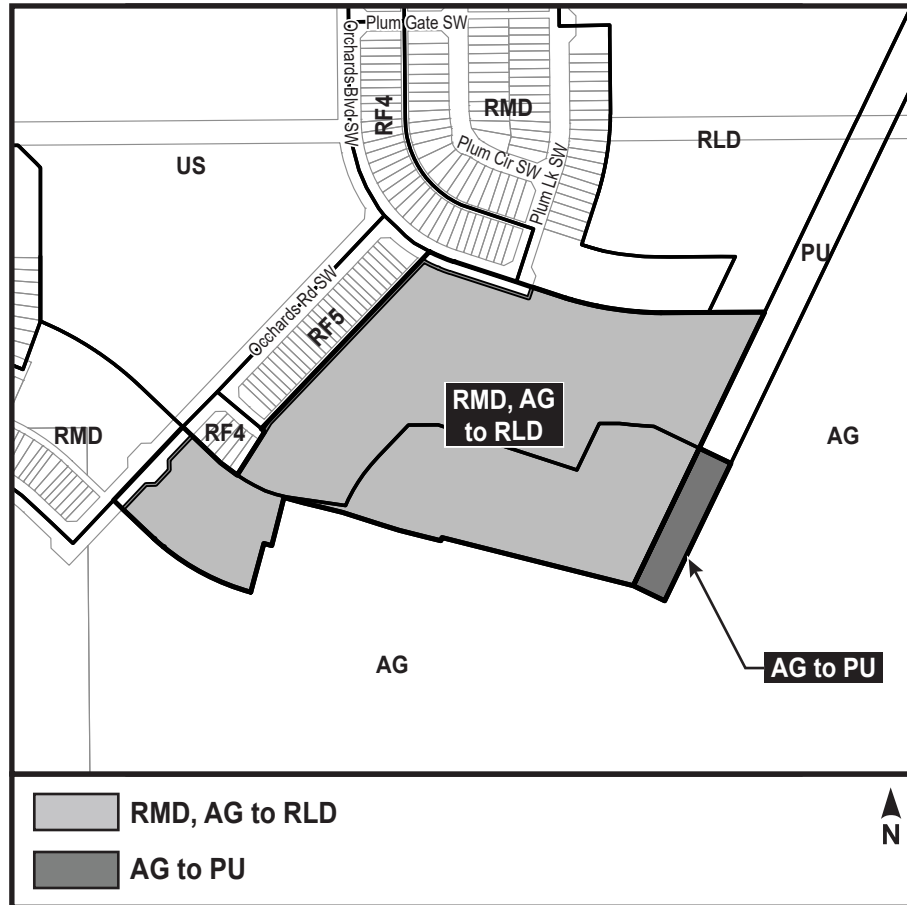 Plum Gate SW
Orchards Blvd SW
RF4
RMD
Plum Cir SW
Plum Lk SW
RLD
US
PU
Orchards Rd SW
RF5
RMD, AG
to RLD
RF4
RMD
AG
AG
AG to PU
RMD, AG to RLD
AG to PU
N